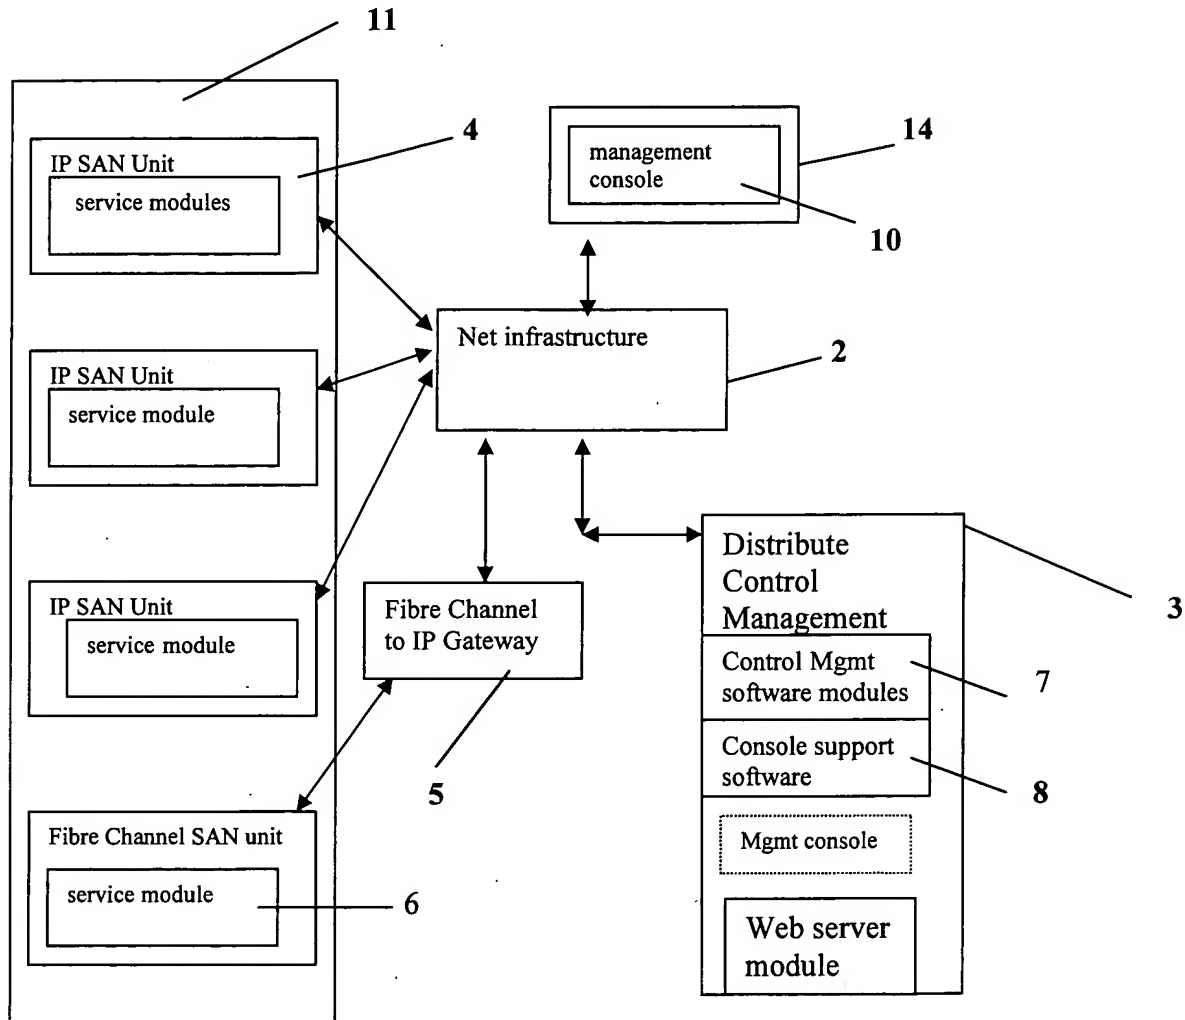 11
IP SAN Unit
service modules
4
management
console
14
10
IP SAN Unit
service module
Net infrastructure
2
IP SAN Unit
service module
Fibre Channel
to IP Gateway
5
Distribute
Control
Management
3
Control Mgmt
software modules
7
Console support
software
8
Mgmt console
Web server
module
Fibre Channel SAN unit
service module
6